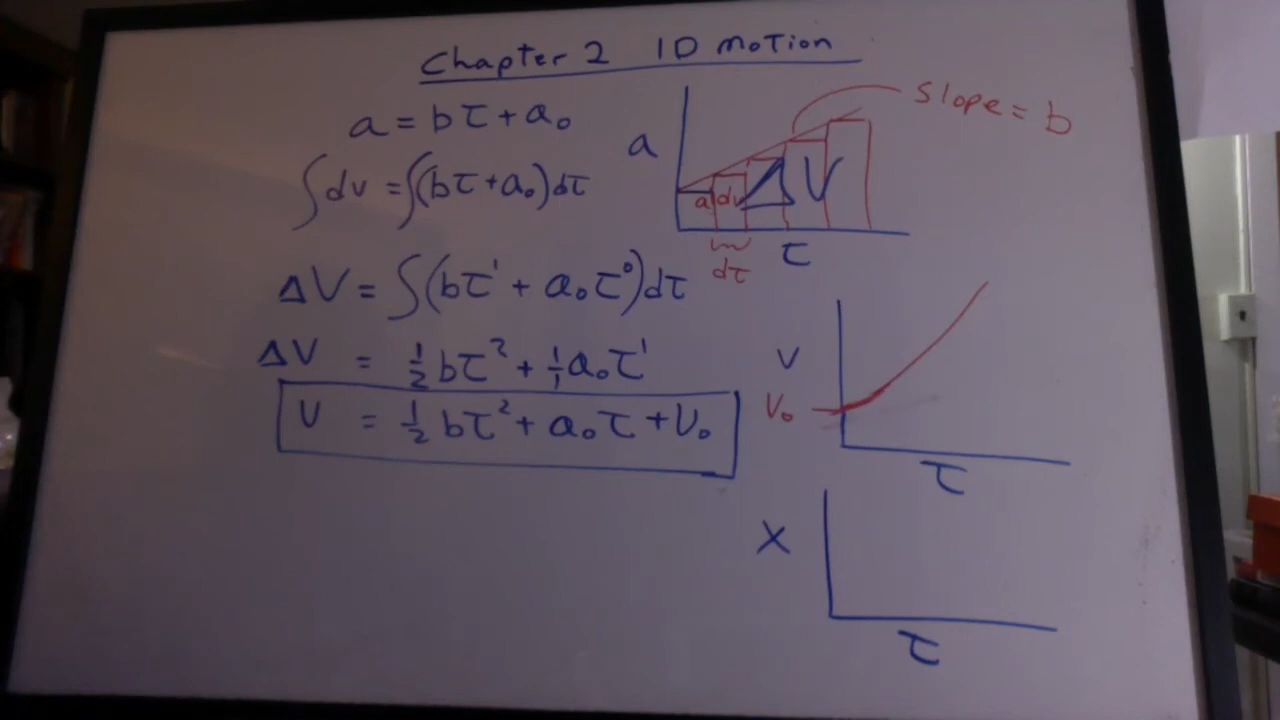 Chapter 2 1D motion
a = bτ + a₀
∫dv = ∫(bτ + a₀)dτ
ΔV = ∫(bτ¹ + a₀τ⁰)dτ
ΔV = ½bτ² + ¹⁄₁a₀τ¹
V = ½bτ² + a₀τ + V₀
slope = b
a
a dv ΔV
dτ
τ
V
V₀
τ
X
τ